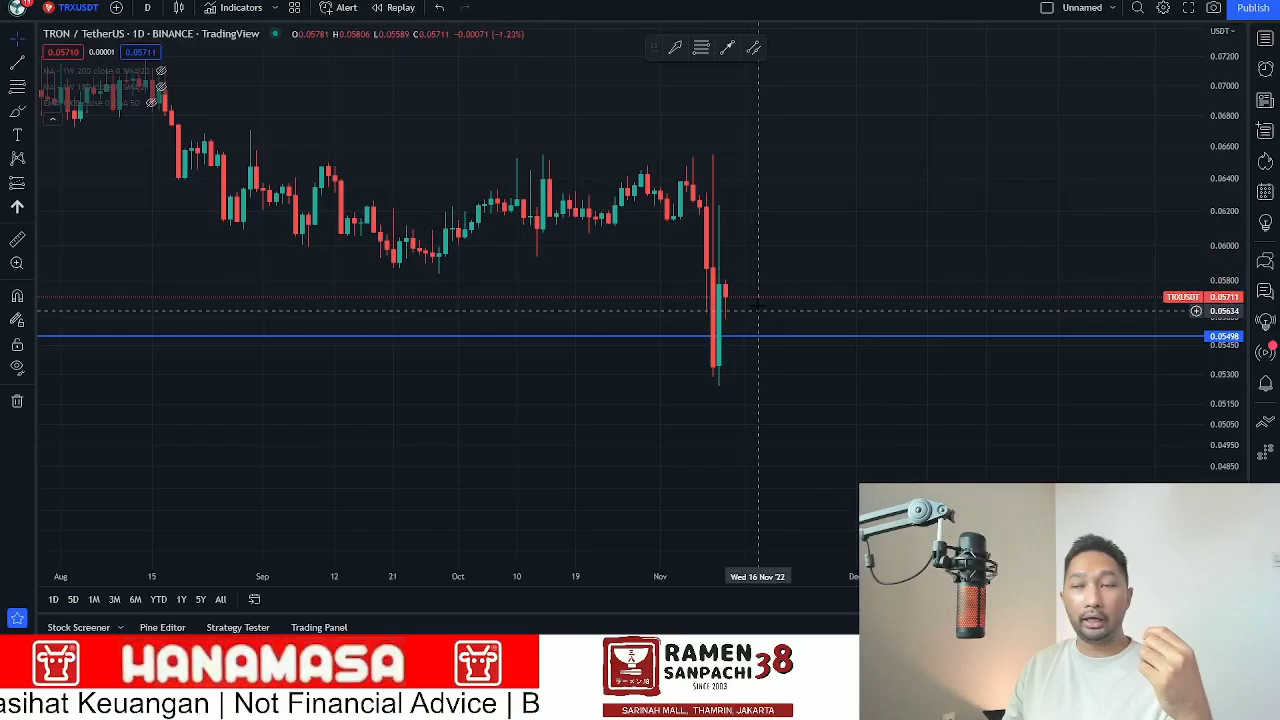 TRXUSDT
D
Indicators
Alert
Replay
Unnamed
Publish
TRON / TetherUS · 1D · BINANCE · TradingView
O0.05781 H0.05806 L0.05589 C0.05711 -0.00071 (-1.23%)
USDT
0.05710
0.00001
0.05711
0.07200
0.07000
0.06800
0.06600
0.06400
0.06200
0.06000
0.05800
TRXUSDT 0.05711
0.05634
0.05498
0.05450
0.05300
0.05150
0.05050
0.04950
0.04850
Aug
15
Sep
12
21
Oct
10
19
Nov
Wed 16 Nov '22
1D 5D 1M 3M 6M YTD 1Y 5Y All
Stock Screener
Pine Editor
Strategy Tester
Trading Panel
HANAMASA
asihat Keuangan | Not Financial Advice | B
RAMEN
SANPACHI
38
SINCE 2003
SARINAH MALL, THAMRIN, JAKARTA